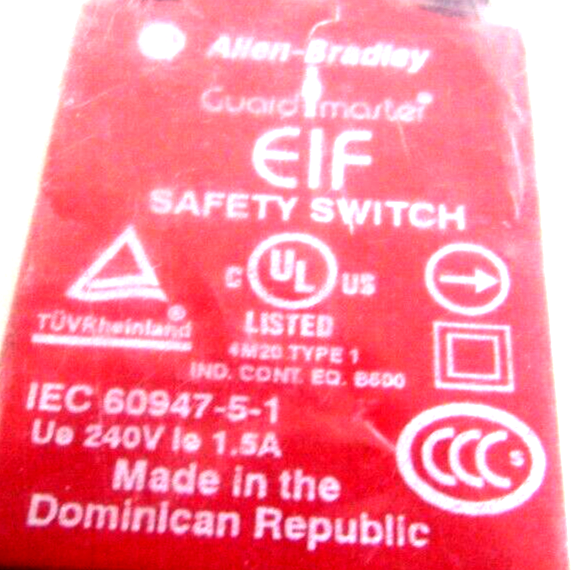 Allen-Bradley
Guardmaster®
EIF
SAFETY SWITCH
C UL US
TÜVRheinland®
LISTED
4M20 TYPE 1
IND. CONT. EQ. B600
IEC 60947-5-1
Ue 240V Ie 1.5A
CCC S
Made in the
Dominican Republic